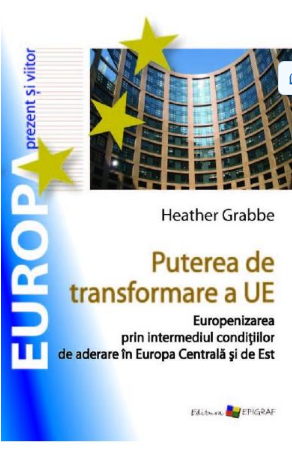 EUROPA
prezent și viitor
Heather Grabbe
Puterea de
transformare a UE
Europenizarea
prin intermediul condițiilor
de aderare în Europa Centrală și de Est
Editura EPIGRAF